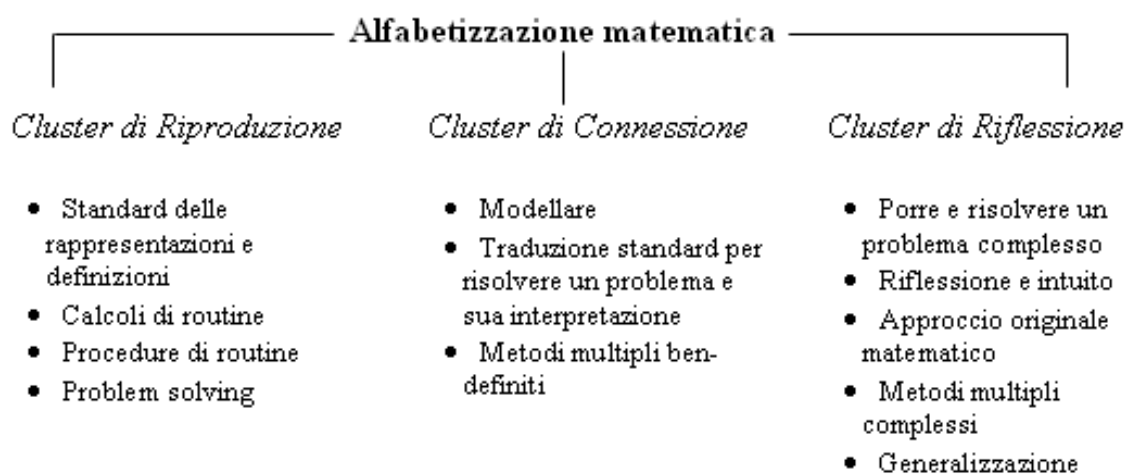 Alfabetizzazione matematica
Cluster di Riproduzione
• Standard delle
rappresentazioni e
definizioni
• Calcoli di routine
• Procedure di routine
• Problem solving
Cluster di Connessione
• Modellare
• Traduzione standard per
risolvere un problema e
sua interpretazione
• Metodi multipli ben-
definiti
Cluster di Riflessione
• Porre e risolvere un
problema complesso
• Riflessione e intuito
• Approccio originale
matematico
• Metodi multipli
complessi
• Generalizzazione